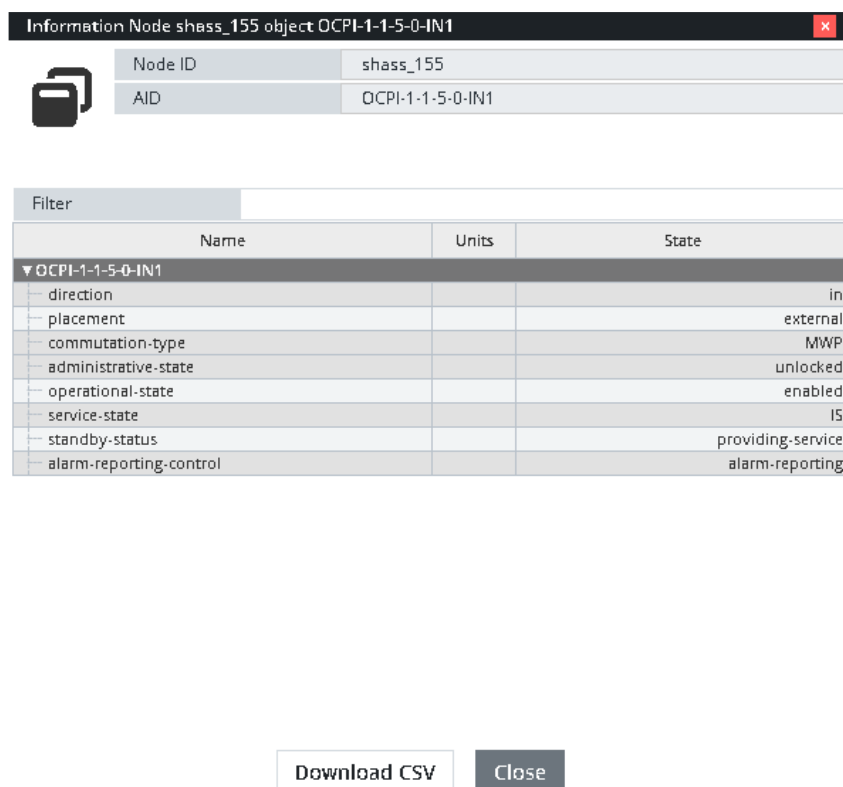 Information Node shass_155 object OCPI-1-1-5-0-IN1
Node ID shass_155
AID OCPI-1-1-5-0-IN1
Filter
Name Units State
▼OCPI-1-1-5-0-IN1
direction in
placement external
commutation-type MWP
administrative-state unlocked
operational-state enabled
service-state IS
standby-status providing-service
alarm-reporting-control alarm-reporting
Download CSV Close